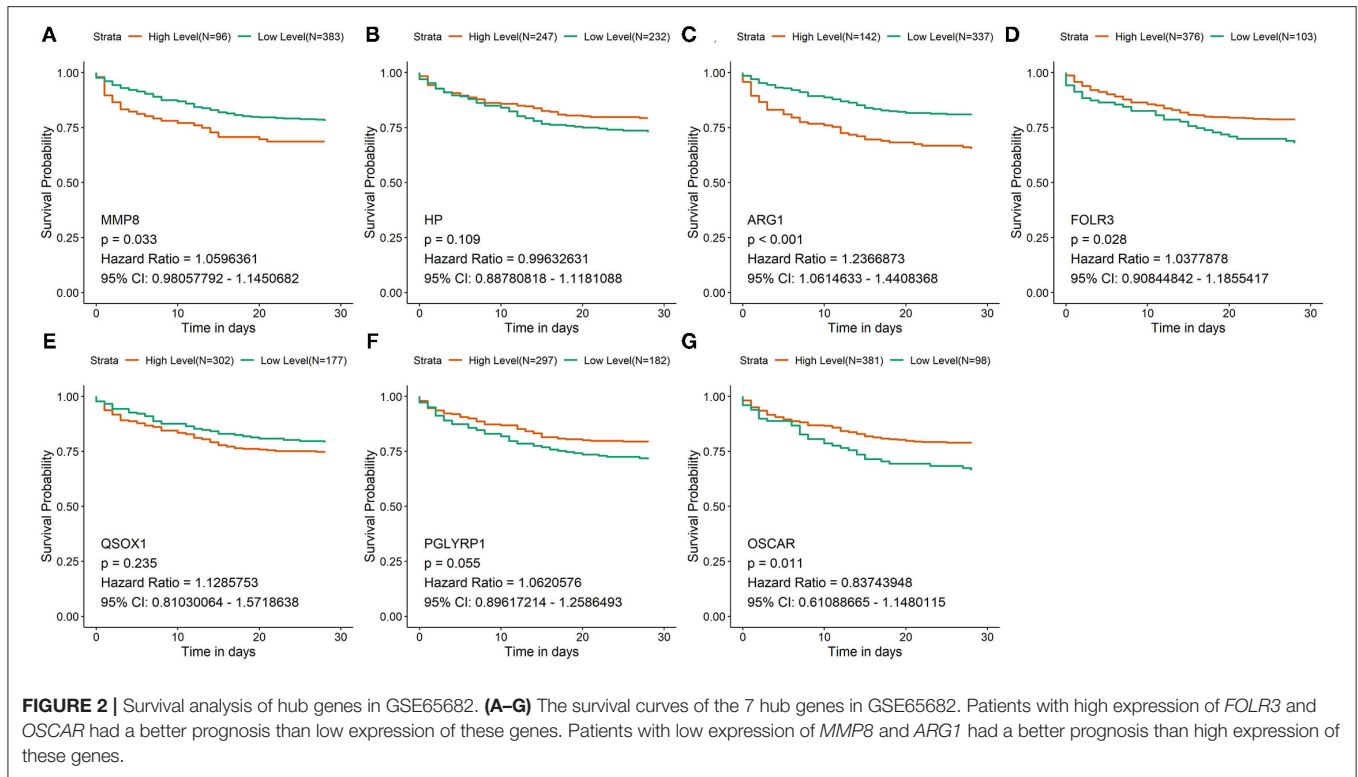 A
Strata High Level(N=96) Low Level(N=383)
1.00
0.75
0.50
0.25
0.00
Survival Probability
MMP8
p = 0.033
Hazard Ratio = 1.0596361
95% CI: 0.98057792 - 1.1450682
0 10 20 30
Time in days
B
Strata High Level(N=247) Low Level(N=232)
1.00
0.75
0.50
0.25
0.00
Survival Probability
HP
p = 0.109
Hazard Ratio = 0.99632631
95% CI: 0.88780818 - 1.1181088
0 10 20 30
Time in days
C
Strata High Level(N=142) Low Level(N=337)
1.00
0.75
0.50
0.25
0.00
Survival Probability
ARG1
p < 0.001
Hazard Ratio = 1.2366873
95% CI: 1.0614633 - 1.4408368
0 10 20 30
Time in days
D
Strata High Level(N=376) Low Level(N=103)
1.00
0.75
0.50
0.25
0.00
Survival Probability
FOLR3
p = 0.028
Hazard Ratio = 1.0377878
95% CI: 0.90844842 - 1.1855417
0 10 20 30
Time in days
E
Strata High Level(N=302) Low Level(N=177)
1.00
0.75
0.50
0.25
0.00
Survival Probability
QSOX1
p = 0.235
Hazard Ratio = 1.1285753
95% CI: 0.81030064 - 1.5718638
0 10 20 30
Time in days
F
Strata High Level(N=297) Low Level(N=182)
1.00
0.75
0.50
0.25
0.00
Survival Probability
PGLYRP1
p = 0.055
Hazard Ratio = 1.0620576
95% CI: 0.89617214 - 1.2586493
0 10 20 30
Time in days
G
Strata High Level(N=381) Low Level(N=98)
1.00
0.75
0.50
0.25
0.00
Survival Probability
OSCAR
p = 0.011
Hazard Ratio = 0.83743948
95% CI: 0.61088665 - 1.1480115
0 10 20 30
Time in days
FIGURE 2 | Survival analysis of hub genes in GSE65682. (A–G) The survival curves of the 7 hub genes in GSE65682. Patients with high expression of FOLR3 and
OSCAR had a better prognosis than low expression of these genes. Patients with low expression of MMP8 and ARG1 had a better prognosis than high expression of
these genes.